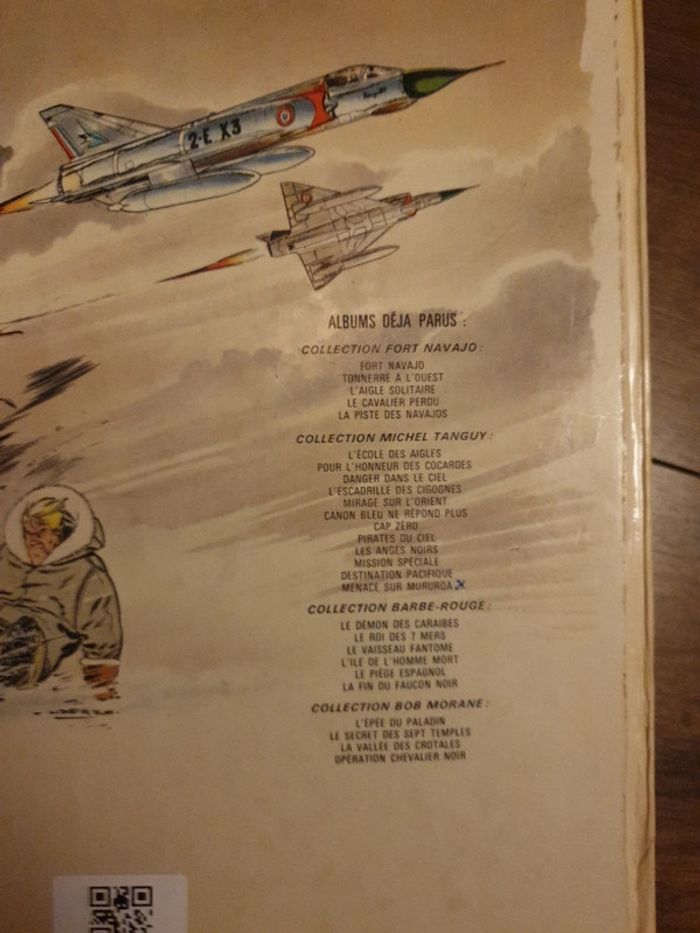 2-E X3
ALBUMS DÉJA PARUS :
COLLECTION FORT NAVAJO :
FORT NAVAJO
TONNERRE A L'OUEST
L'AIGLE SOLITAIRE
LE CAVALIER PERDU
LA PISTE DES NAVAJOS
COLLECTION MICHEL TANGUY :
L'ÉCOLE DES AIGLES
POUR L'HONNEUR DES COCARDES
DANGER DANS LE CIEL
L'ESCADRILLE DES CIGOGNES
MIRAGE SUR L'ORIENT
CANON BLEU NE RÉPOND PLUS
CAP ZÉRO
PIRATES DU CIEL
LES ANGES NOIRS
MISSION SPÉCIALE
DESTINATION PACIFIQUE
MENACE SUR MURUROA
COLLECTION BARBE-ROUGE :
LE DÉMON DES CARAIBES
LE ROI DES 7 MERS
LE VAISSEAU FANTOME
L'ILE DE L'HOMME MORT
LE PIÈGE ESPAGNOL
LA FIN DU FAUCON NOIR
COLLECTION BOB MORANE :
L'ÉPÉE DU PALADIN
LE SECRET DES SEPT TEMPLES
LA VALLÉE DES CROTALES
OPÉRATION CHEVALIER NOIR